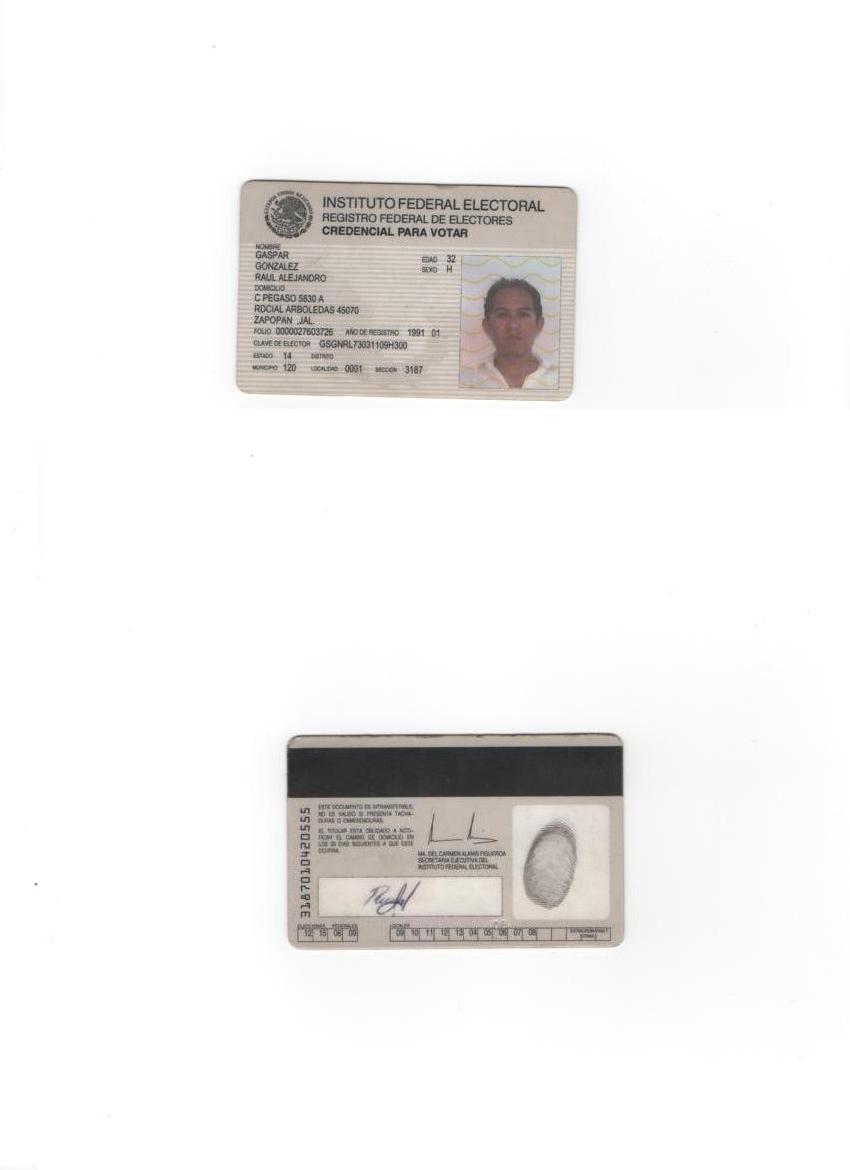 INSTITUTO FEDERAL ELECTORAL
REGISTRO FEDERAL DE ELECTORES
CREDENCIAL PARA VOTAR
NOMBRE
GASPAR
GONZALEZ
RAUL ALEJANDRO
EDAD 32
SEXO H
DOMICILIO
C PEGASO 5830 A
RDCIAL ARBOLEDAS 45070
ZAPOPAN ,JAL.
FOLIO 0000027603726 AÑO DE REGISTRO 1991 01
CLAVE DE ELECTOR GSGNRL73031109H300
ESTADO 14 DISTRITO
MUNICIPIO 120 LOCALIDAD 0001 SECCION 3187
3187010420555
ESTE DOCUMENTO ES INTRANSFERIBLE,
NO ES VALIDO SI PRESENTA TACHA-
DURAS O ENMENDADURAS.
EL TITULAR ESTA OBLIGADO A NOTI-
FICAR EL CAMBIO DE DOMICILIO EN
LOS 30 DIAS SIGUIENTES A QUE ESTE
OCURRA.
MA. DEL CARMEN ALANIS FIGUEROA
SECRETARIA EJECUTIVA DEL
INSTITUTO FEDERAL ELECTORAL
ELECCIONES FEDERALES
12 15 06 09
LOCALES
09 10 11 12 13 04 05 06 07 08